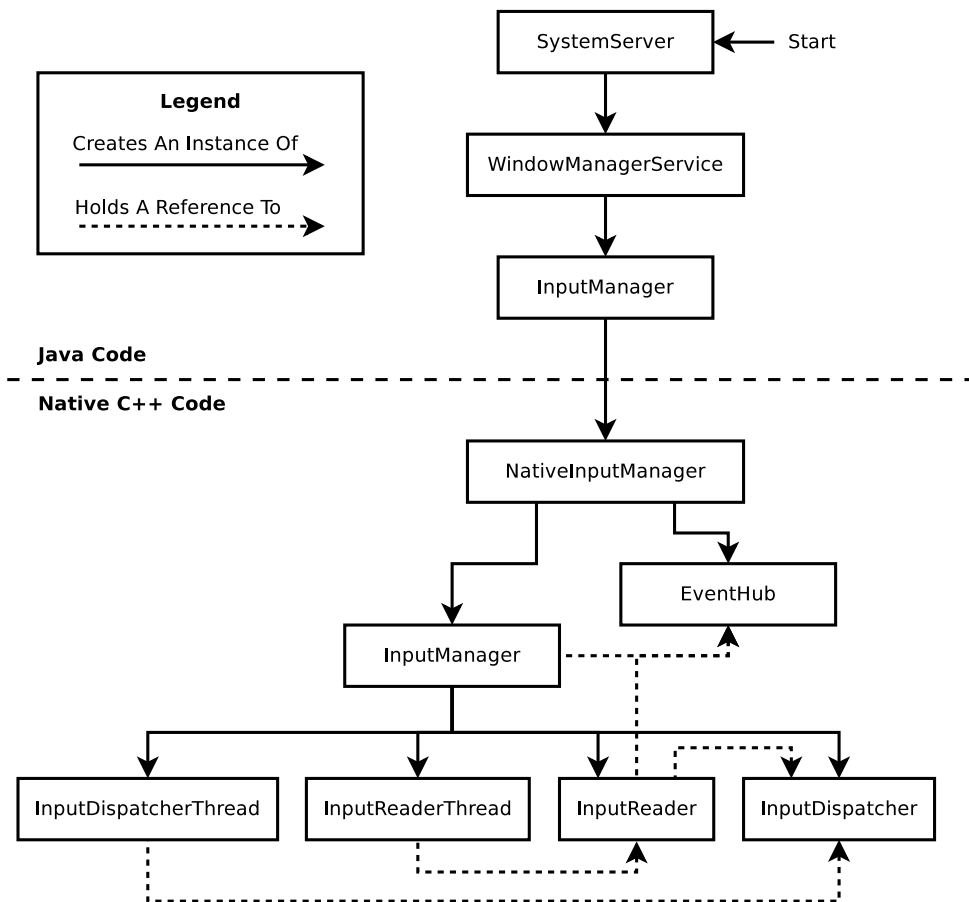 SystemServer
Start
Legend
Creates An Instance Of
Holds A Reference To
WindowManagerService
InputManager
Java Code
Native C++ Code
NativeInputManager
EventHub
InputManager
InputDispatcherThread
InputReaderThread
InputReader
InputDispatcher